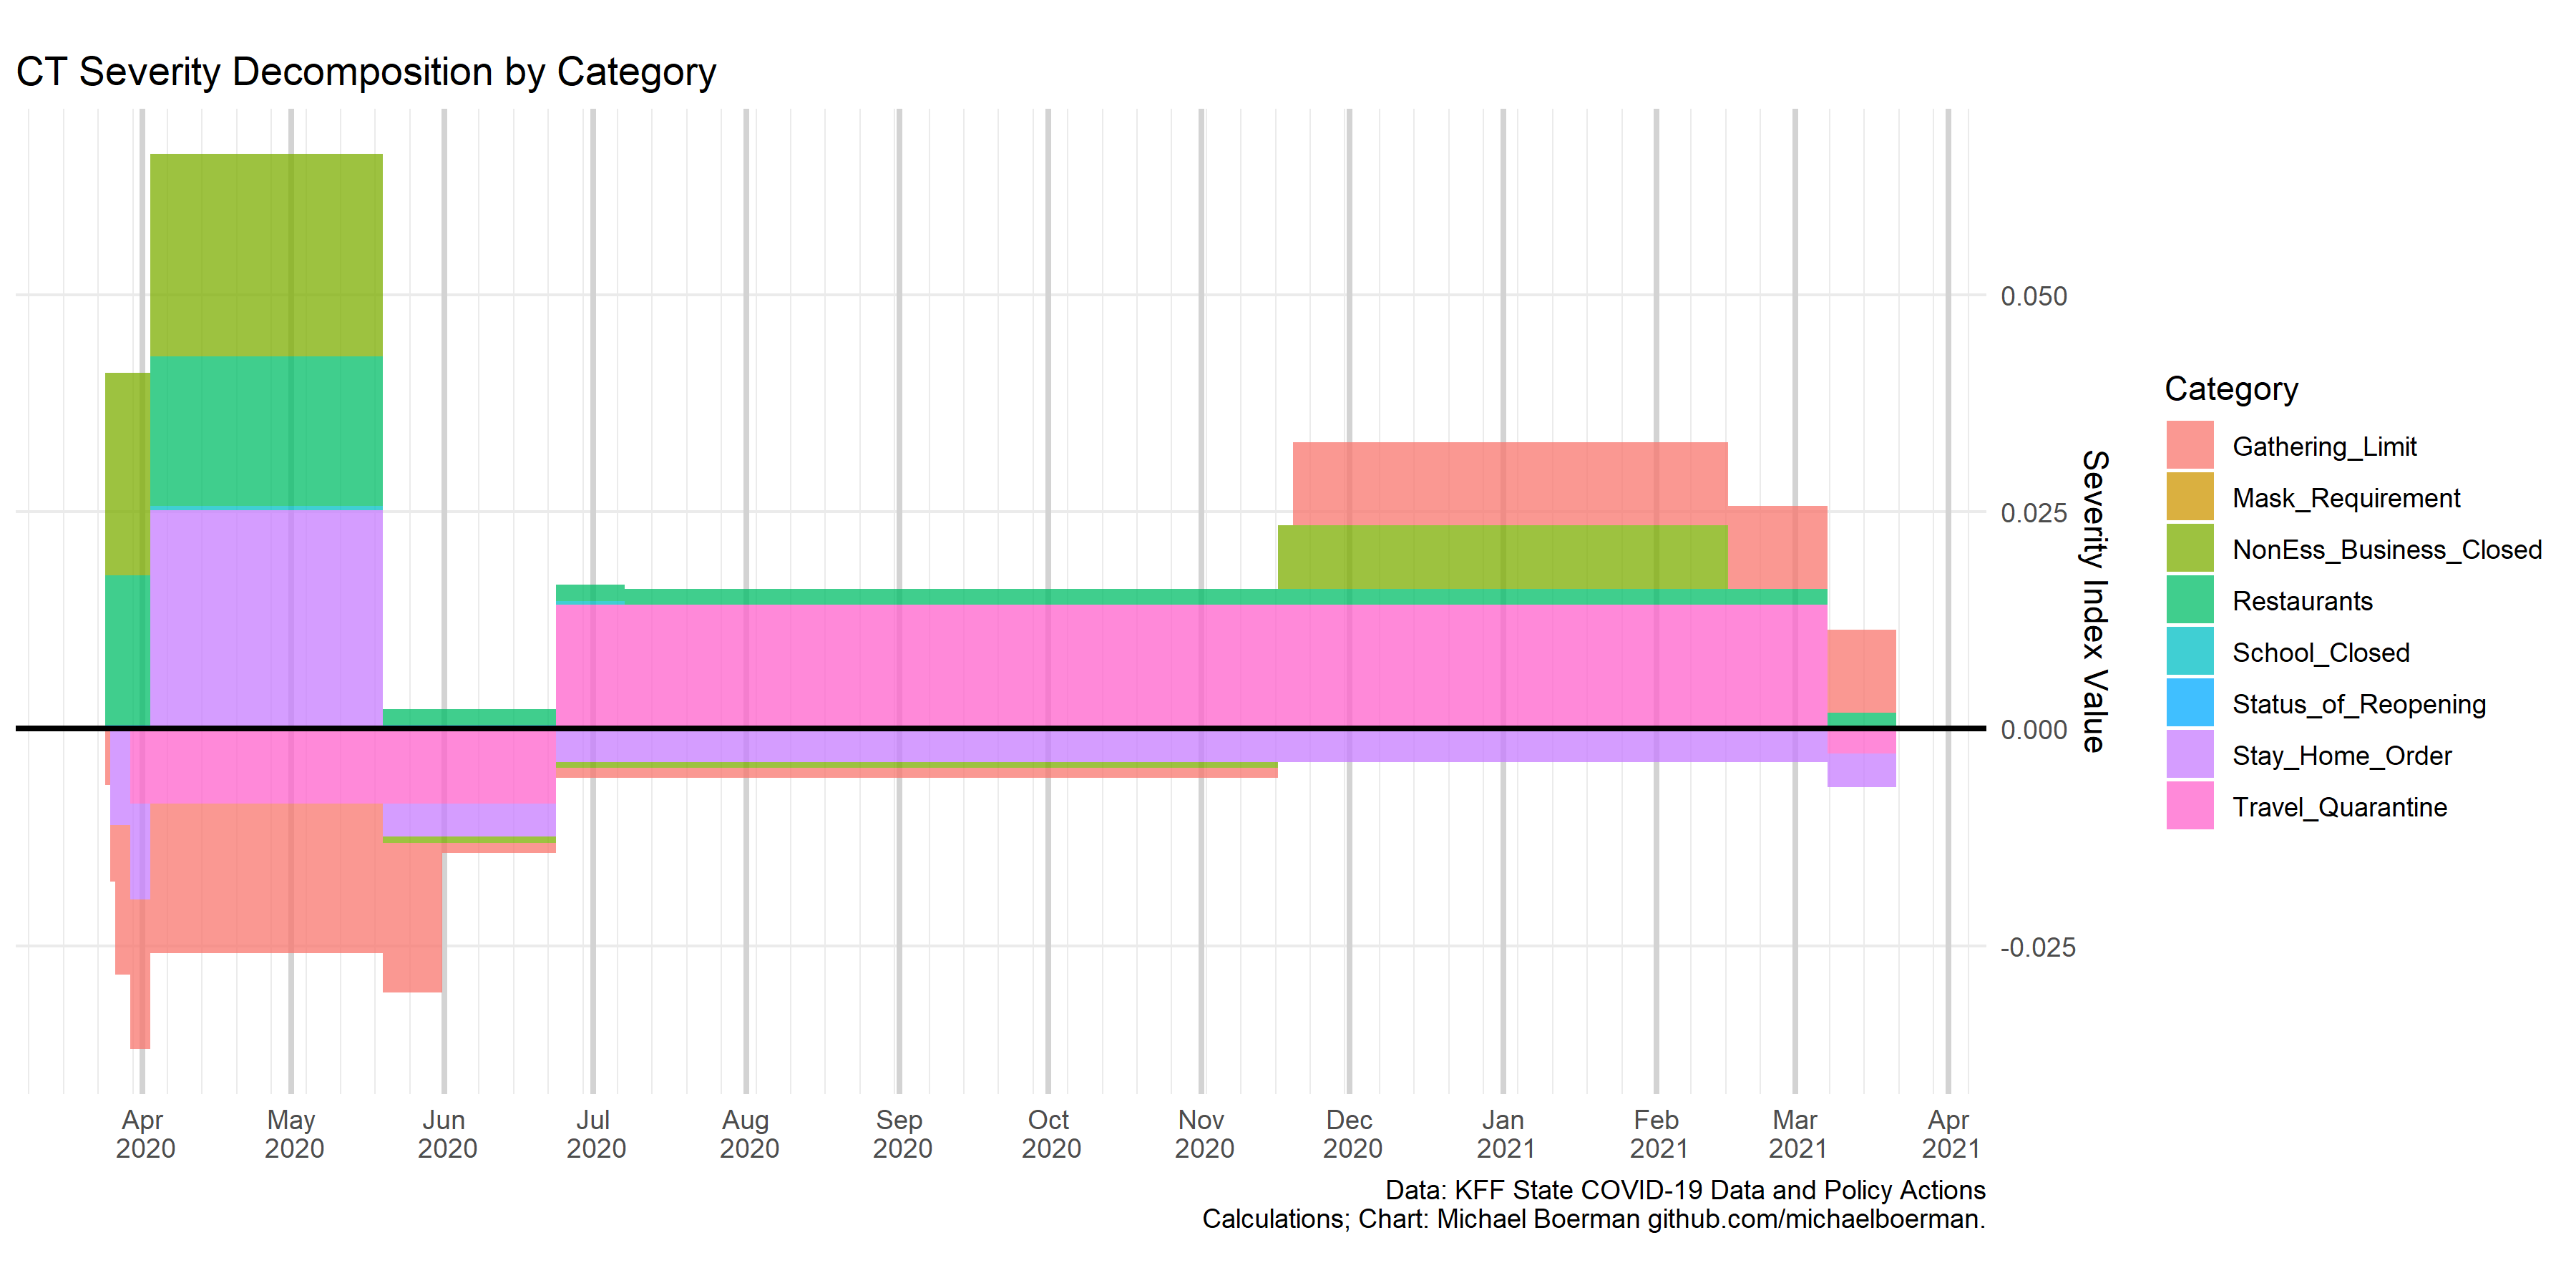 CT Severity Decomposition by Category
0.050
0.025
0.000
-0.025
Severity Index Value
Apr
2020
May
2020
Jun
2020
Jul
2020
Aug
2020
Sep
2020
Oct
2020
Nov
2020
Dec
2020
Jan
2021
Feb
2021
Mar
2021
Apr
2021
Category
Gathering_Limit
Mask_Requirement
NonEss_Business_Closed
Restaurants
School_Closed
Status_of_Reopening
Stay_Home_Order
Travel_Quarantine
Data: KFF State COVID-19 Data and Policy Actions
Calculations; Chart: Michael Boerman github.com/michaelboerman.